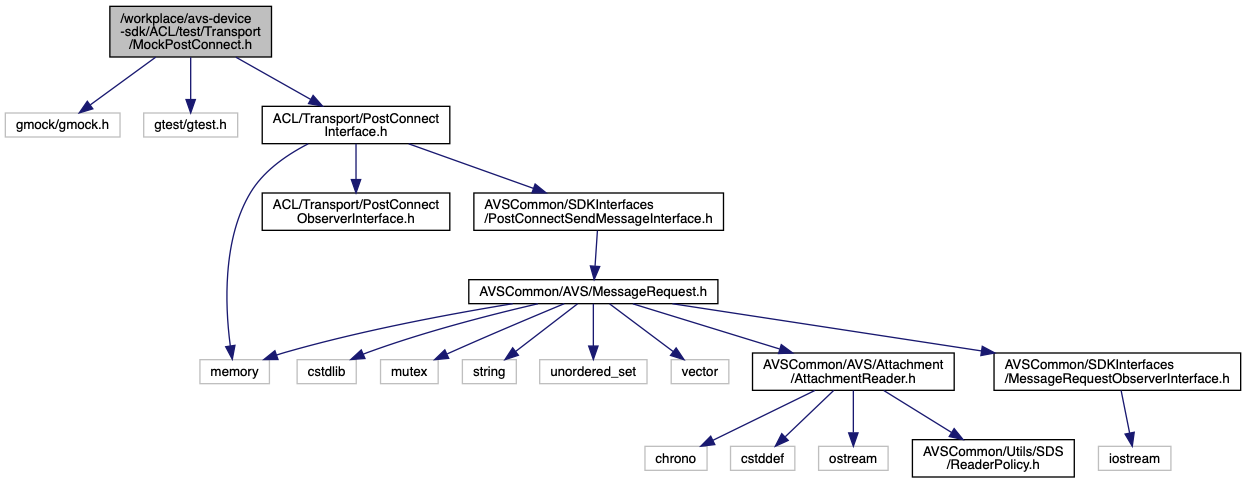 /workplace/avs-device
-sdk/ACL/test/Transport
/MockPostConnect.h
gmock/gmock.h
gtest/gtest.h
ACL/Transport/PostConnect
Interface.h
ACL/Transport/PostConnect
ObserverInterface.h
AVSCommon/SDKInterfaces
/PostConnectSendMessageInterface.h
AVSCommon/AVS/MessageRequest.h
memory
cstdlib
mutex
string
unordered_set
vector
AVSCommon/AVS/Attachment
/AttachmentReader.h
AVSCommon/SDKInterfaces
/MessageRequestObserverInterface.h
chrono
cstddef
ostream
AVSCommon/Utils/SDS
/ReaderPolicy.h
iostream